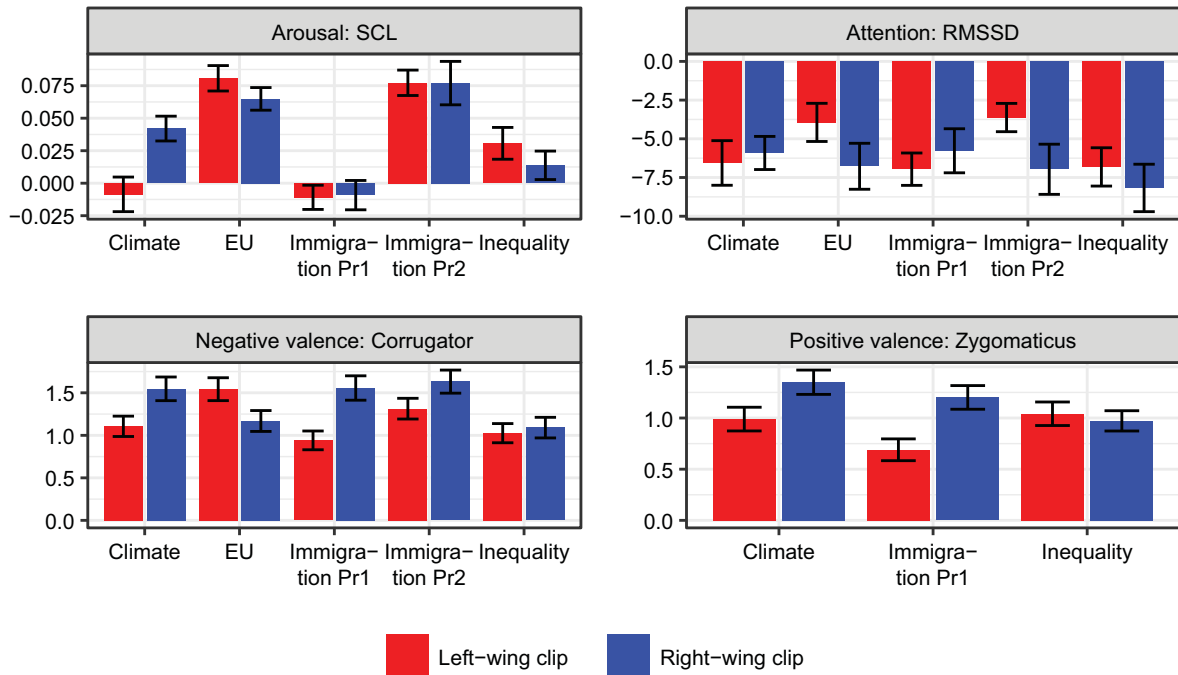 Arousal: SCL
0.075
0.050
0.025
0.000
−0.025
Climate EU Immigra− Immigra− Inequality
tion Pr1 tion Pr2
Attention: RMSSD
0.0
−2.5
−5.0
−7.5
−10.0
Climate EU Immigra− Immigra− Inequality
tion Pr1 tion Pr2
Negative valence: Corrugator
1.5
1.0
0.5
0.0
Climate EU Immigra− Immigra− Inequality
tion Pr1 tion Pr2
Positive valence: Zygomaticus
1.5
1.0
0.5
0.0
Climate Immigra− Inequality
tion Pr1
Left−wing clip Right−wing clip